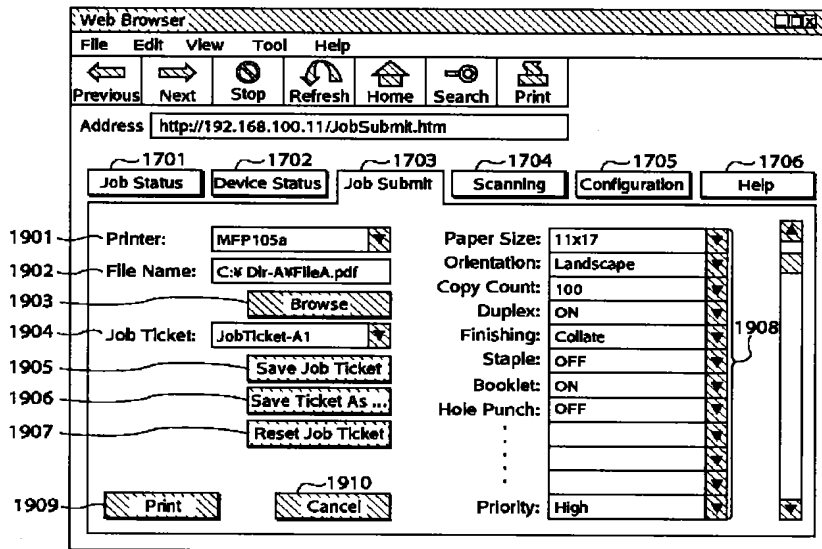 Web Browser
File Edit View Tool Help
Previous Next Stop Refresh Home Search Print
Address http://192.168.100.11/JobSubmit.htm
1701 1702 1703 1704 1705 1706
Job Status Device Status Job Submit Scanning Configuration Help
1901 Printer: MFP105a
1902 File Name: C:¥ Dir-A¥FileA.pdf
1903 Browse
1904 Job Ticket: JobTicket-A1
1905 Save Job Ticket
1906 Save Ticket As ...
1907 Reset Job Ticket
1909 Print
1910 Cancel
Paper Size: 11x17
Orientation: Landscape
Copy Count: 100
Duplex: ON
Finishing: Collate
Staple: OFF
Booklet: ON
Hole Punch: OFF
Priority: High
1908